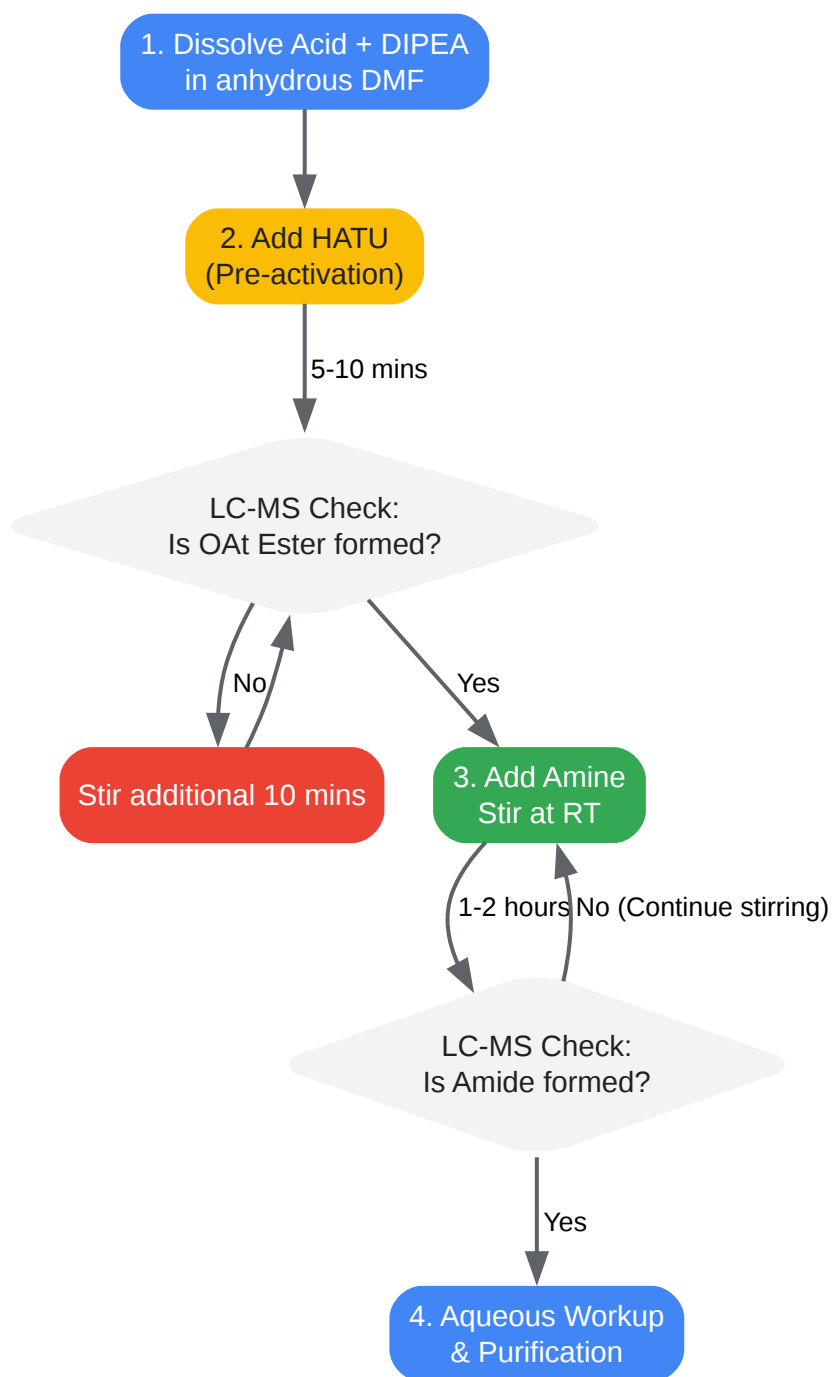 1. Dissolve Acid + DIPEA
in anhydrous DMF
2. Add HATU
(Pre-activation)
5-10 mins
LC-MS Check:
Is OAt Ester formed?
No
Yes
Stir additional 10 mins
3. Add Amine
Stir at RT
1-2 hours
No (Continue stirring)
LC-MS Check:
Is Amide formed?
Yes
4. Aqueous Workup
& Purification